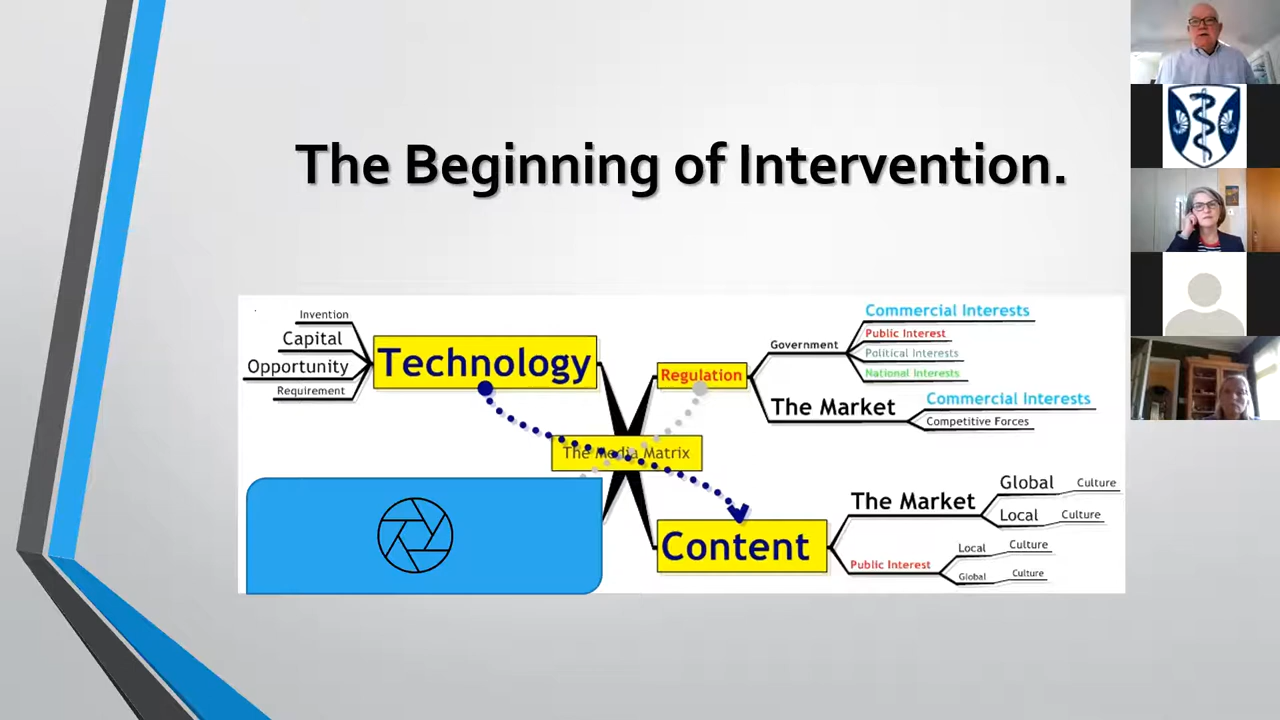 The Beginning of Intervention.
Invention
Capital
Opportunity
Requirement
Technology
Regulation
Government
Commercial Interests
Public Interest
Political Interests
National Interests
The Market
Commercial Interests
Competitive Forces
The Media Matrix
Content
The Market
Global
Culture
Local
Culture
Public Interest
Local
Culture
Global
Culture